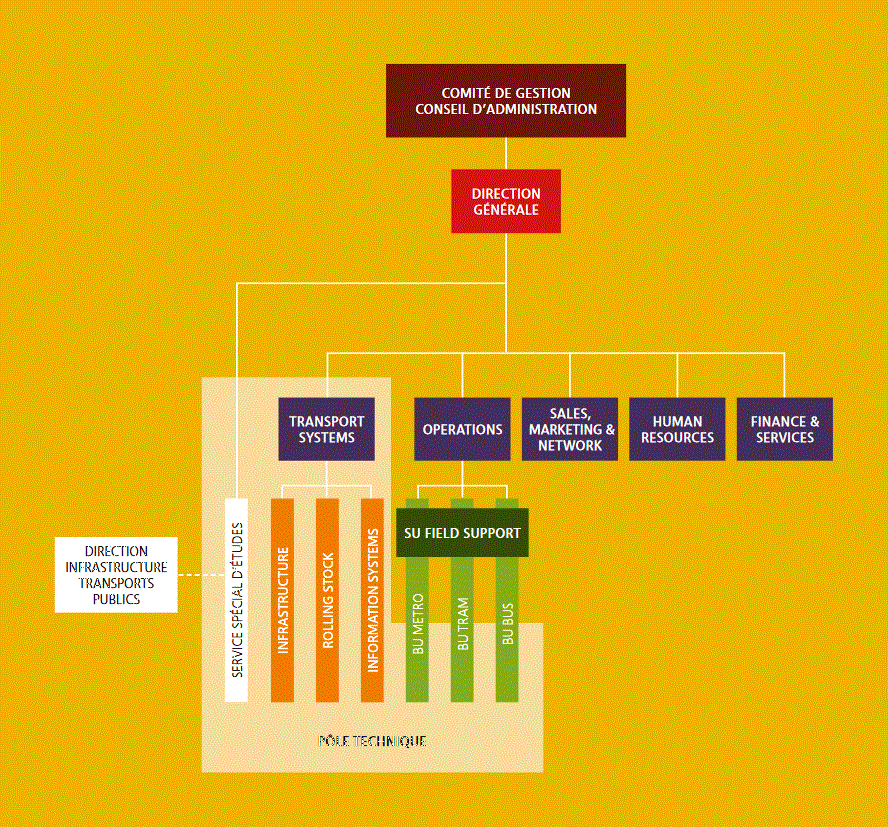 COMITÉ DE GESTION
CONSEIL D'ADMINISTRATION
DIRECTION
GÉNÉRALE
TRANSPORT
SYSTEMS
OPERATIONS
SALES,
MARKETING &
NETWORK
HUMAN
RESOURCES
FINANCE &
SERVICES
SU FIELD SUPPORT
DIRECTION
INFRASTRUCTURE
TRANSPORTS
PUBLICS
SERVICE SPÉCIAL D'ÉTUDES
INFRASTRUCTURE
ROLLING STOCK
INFORMATION SYSTEMS
BU METRO
BU TRAM
BU BUS
PÔLE TECHNIQUE